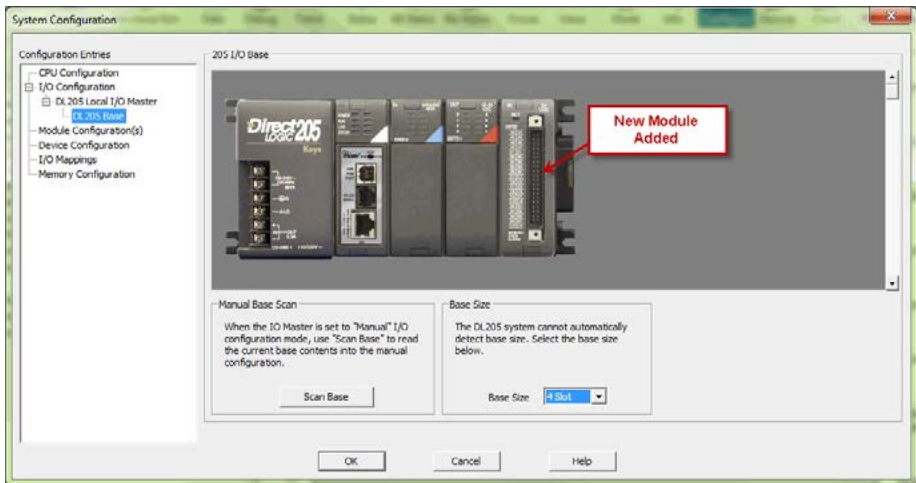 System Configuration
Configuration Entries
CPU Configuration
I/O Configuration
DL205 Local I/O Master
DL205 Base
Module Configuration(s)
Device Configuration
I/O Mappings
Memory Configuration
205 I/O Base
Direct
LOGIC 205
Koyo
New Module
Added
Manual Base Scan
When the IO Master is set to "Manual" I/O
configuration mode, use "Scan Base" to read
the current base contents into the manual
configuration.
Scan Base
Base Size
The DL205 system cannot automatically
detect base size. Select the base size
below.
Base Size 4 Slot
OK
Cancel
Help